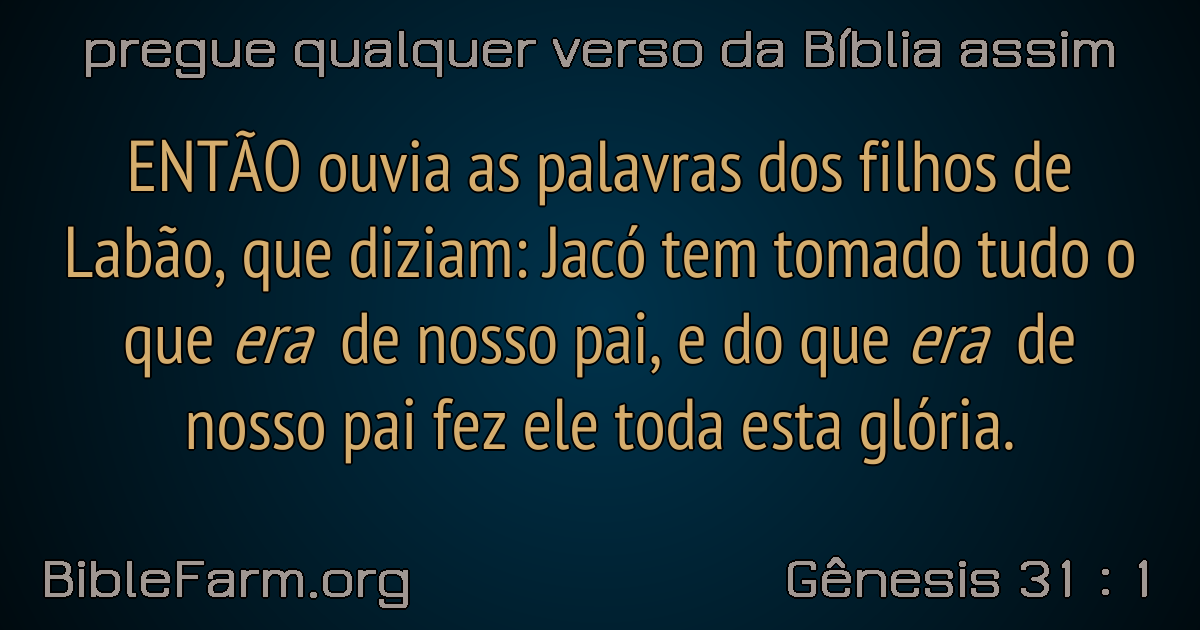 pregue qualquer verso da Bíblia assim
ENTÃO ouvia as palavras dos filhos de
Labão, que diziam: Jacó tem tomado tudo o
que era de nosso pai, e do que era de
nosso pai fez ele toda esta glória.
BibleFarm.org
Gênesis 31 : 1